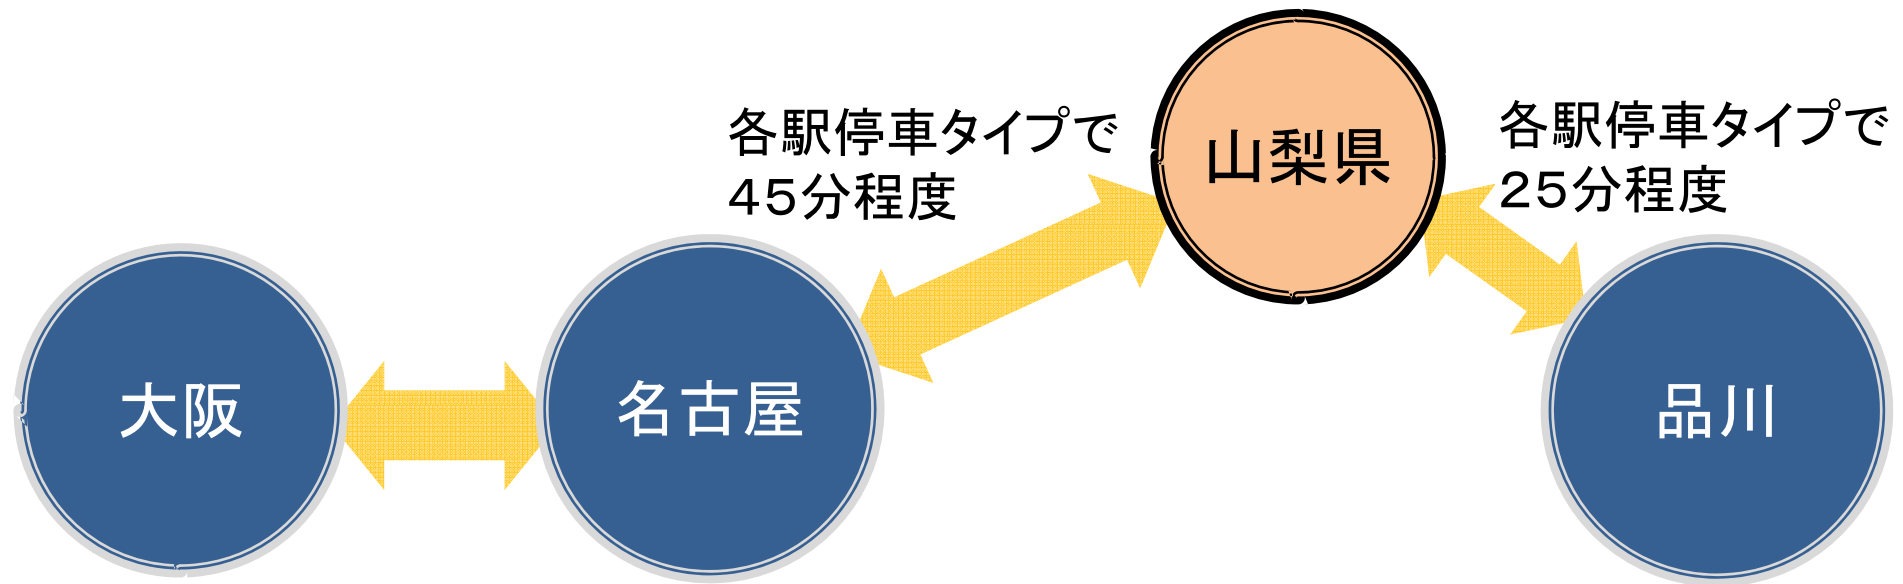 各駅停車タイプで
45分程度
山梨県
各駅停車タイプで
25分程度
大阪
名古屋
品川